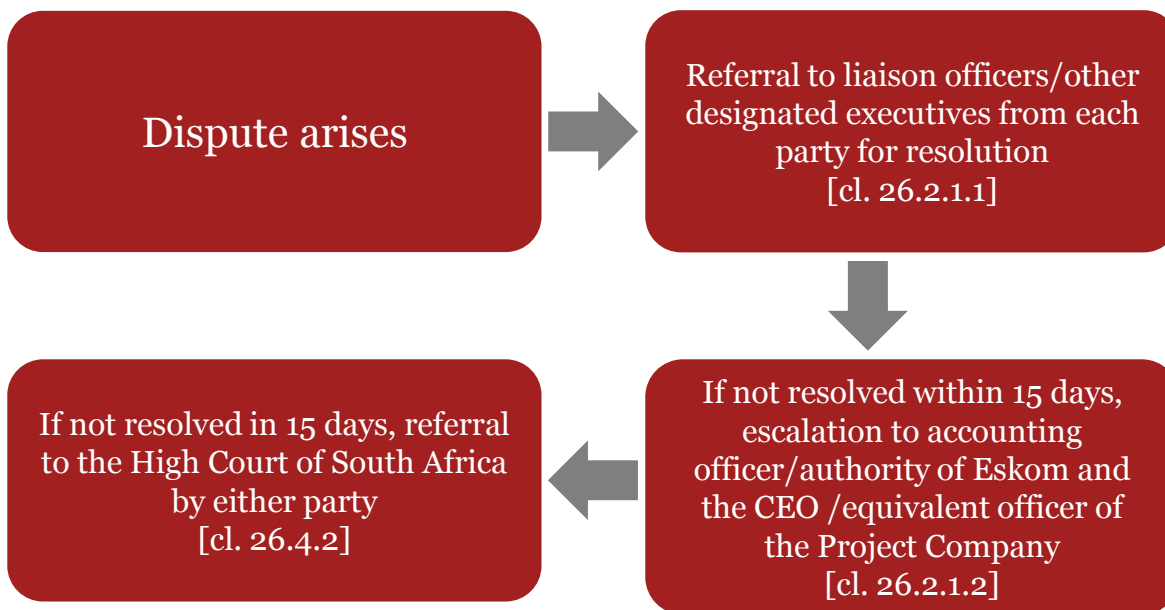 Dispute arises
Referral to liaison officers/other
designated executives from each
party for resolution
[cl. 26.2.1.1]
If not resolved within 15 days,
escalation to accounting
officer/authority of Eskom and
the CEO /equivalent officer of
the Project Company
[cl. 26.2.1.2]
If not resolved in 15 days, referral
to the High Court of South Africa
by either party
[cl. 26.4.2]